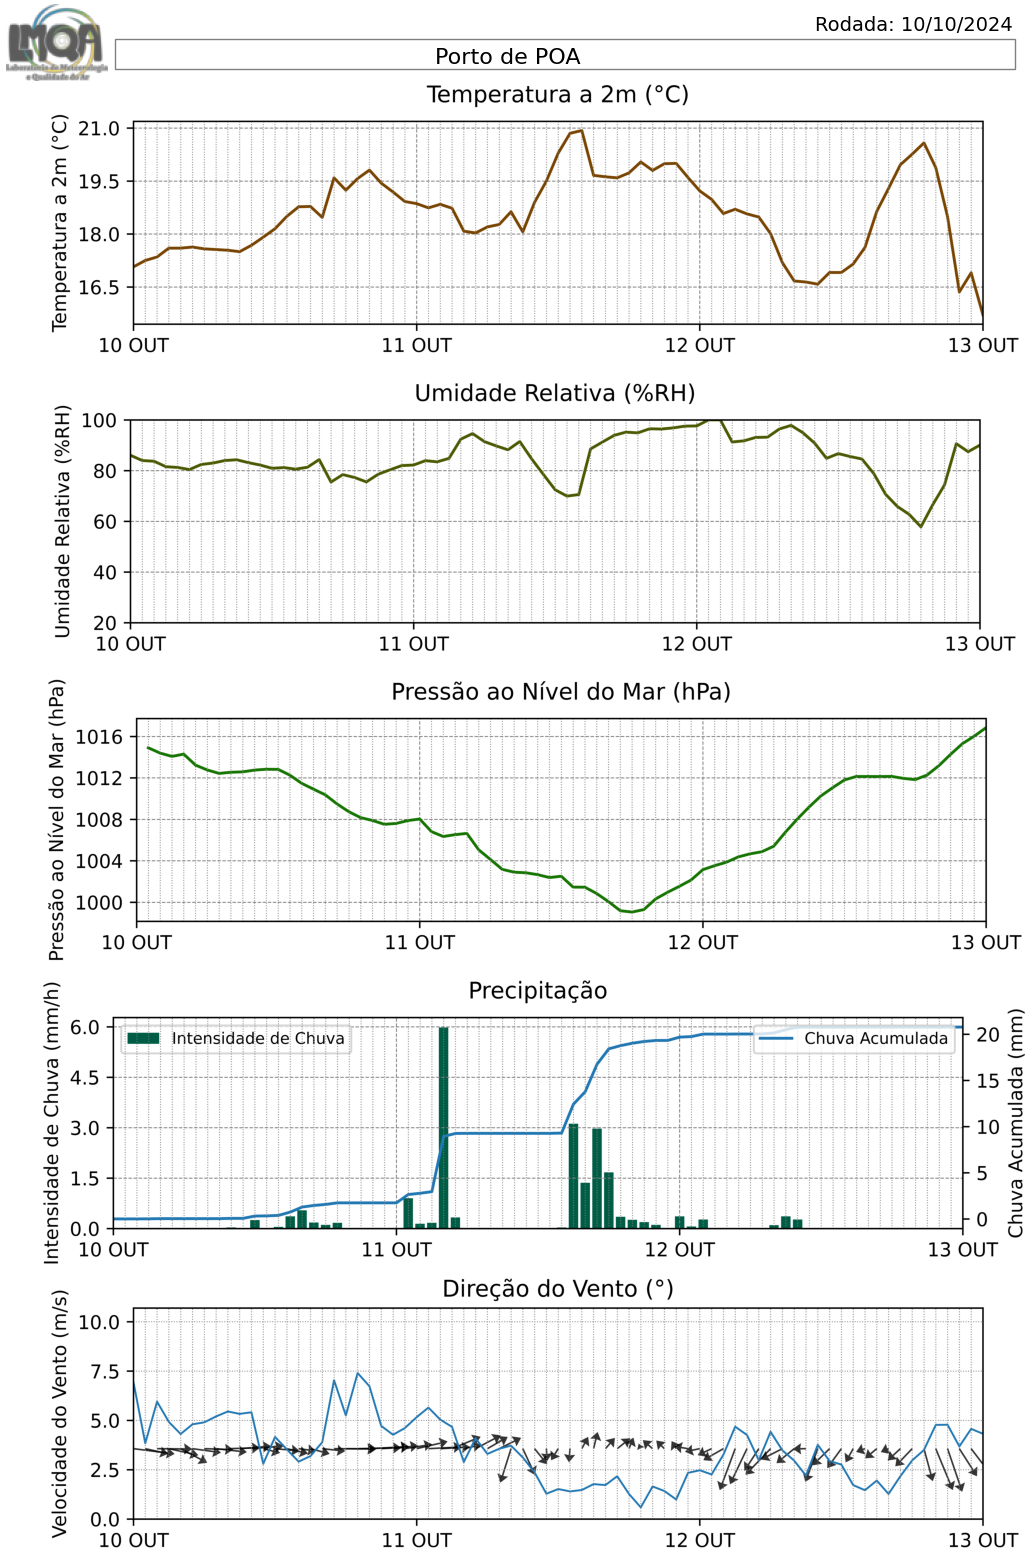 LMQA
Laboratório de Meteorologia
e Qualidade do Ar
Rodada: 10/10/2024
Porto de POA
Temperatura a 2m (°C)
Temperatura a 2m (°C)
21.0
19.5
18.0
16.5
10 OUT 11 OUT 12 OUT 13 OUT
Umidade Relativa (%RH)
Umidade Relativa (%RH)
100
80
60
40
20
10 OUT 11 OUT 12 OUT 13 OUT
Pressão ao Nível do Mar (hPa)
Pressão ao Nível do Mar (hPa)
1016
1012
1008
1004
1000
10 OUT 11 OUT 12 OUT 13 OUT
Precipitação
Intensidade de Chuva (mm/h)
6.0
4.5
3.0
1.5
0.0
Intensidade de Chuva
Chuva Acumulada
20
15
10
5
0
Chuva Acumulada (mm)
10 OUT 11 OUT 12 OUT 13 OUT
Direção do Vento (°)
Velocidade do Vento (m/s)
10.0
7.5
5.0
2.5
0.0
10 OUT 11 OUT 12 OUT 13 OUT